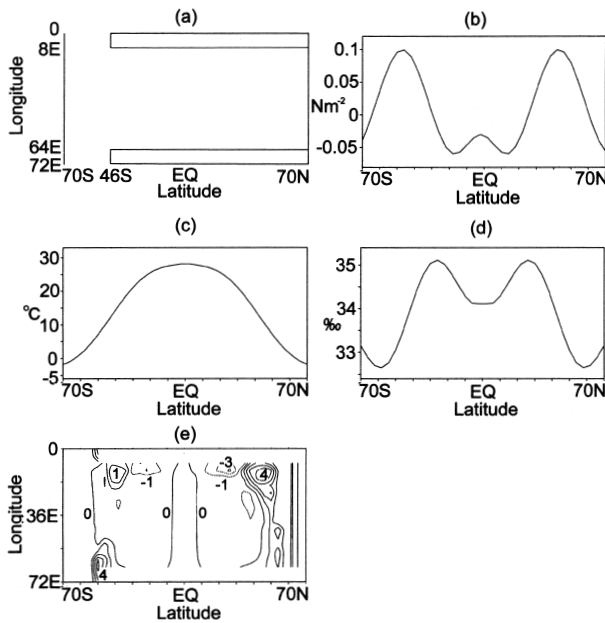 (a)
0
8E
Longitude
64E
72E
70S 46S EQ 70N
Latitude
(b)
0.1
0.05
Nm-2
0
-0.05
70S EQ 70N
Latitude
(c)
30
20
°C
10
0
-5
70S EQ 70N
Latitude
(d)
35
34
‰
33
70S EQ 70N
Latitude
(e)
0
Longitude
36E
72E
1
-1
-3
-1
4
0
0
0
4
70S EQ 70N
Latitude